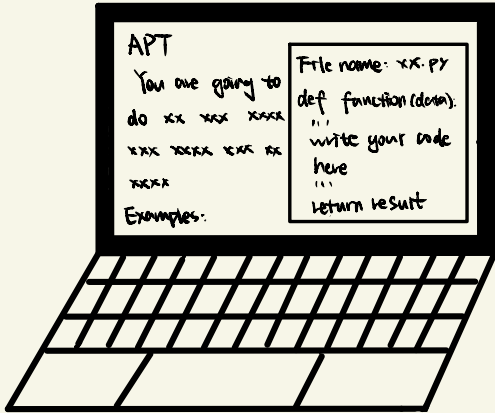 APT
You are going to
do xx xxx xxxx
xxx xxxx xxx xx
xxxx
Examples:
File name: xx.py
def function(data):
'''
write your code
here
'''
return result